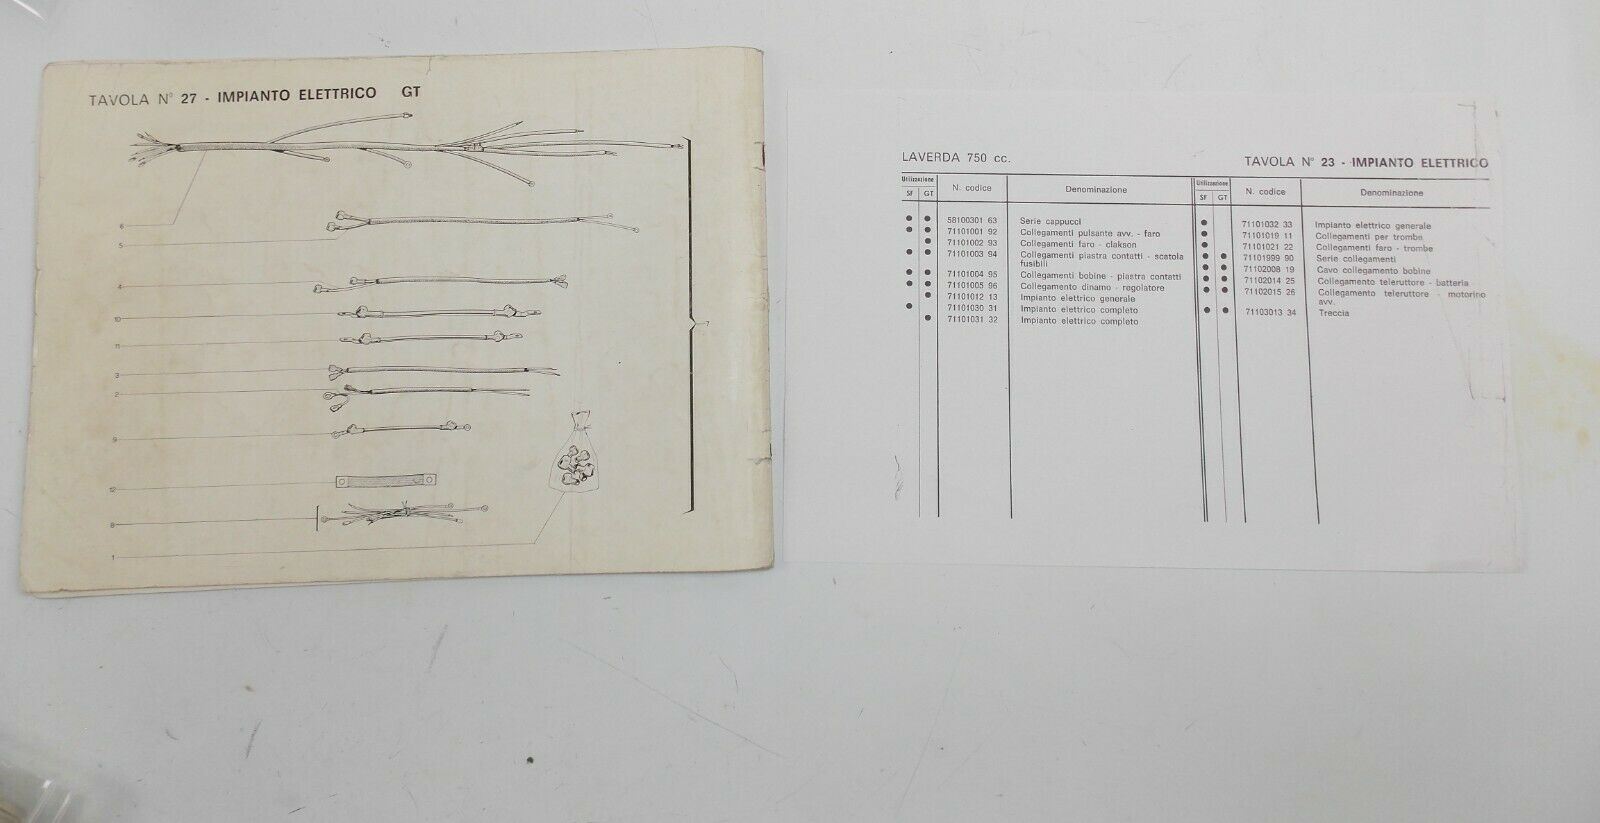 TAVOLA N° 27 - IMPIANTO ELETTRICO GT
6
5
4
10
11
3
2
9
12
8
1
7
LAVERDA 750 cc.
TAVOLA N° 23 - IMPIANTO ELETTRICO
Utilizzazione
SF GT
N. codice
Denominazione
58100301 63 Serie cappucci
71101001 92 Collegamenti pulsante avv. - faro
71101002 93 Collegamenti faro - clakson
71101003 94 Collegamenti piastra contatti - scatola
fusibili
71101004 95 Collegamenti bobine - piastra contatti
71101005 96 Collegamento dinamo - regolatore
71101012 13 Impianto elettrico generale
71101030 31 Impianto elettrico completo
71101031 32 Impianto elettrico completo
Utilizzazione
SF GT
N. codice
Denominazione
71101032 33 Impianto elettrico generale
71101019 11 Collegamenti per trombe
71101021 22 Collegamenti faro - trombe
71101999 90 Serie collegamenti
71102008 19 Cavo collegamento bobine
71102014 25 Collegamento teleruttore - batteria
71102015 26 Collegamento teleruttore - motorino
avv.
71103013 34 Treccia